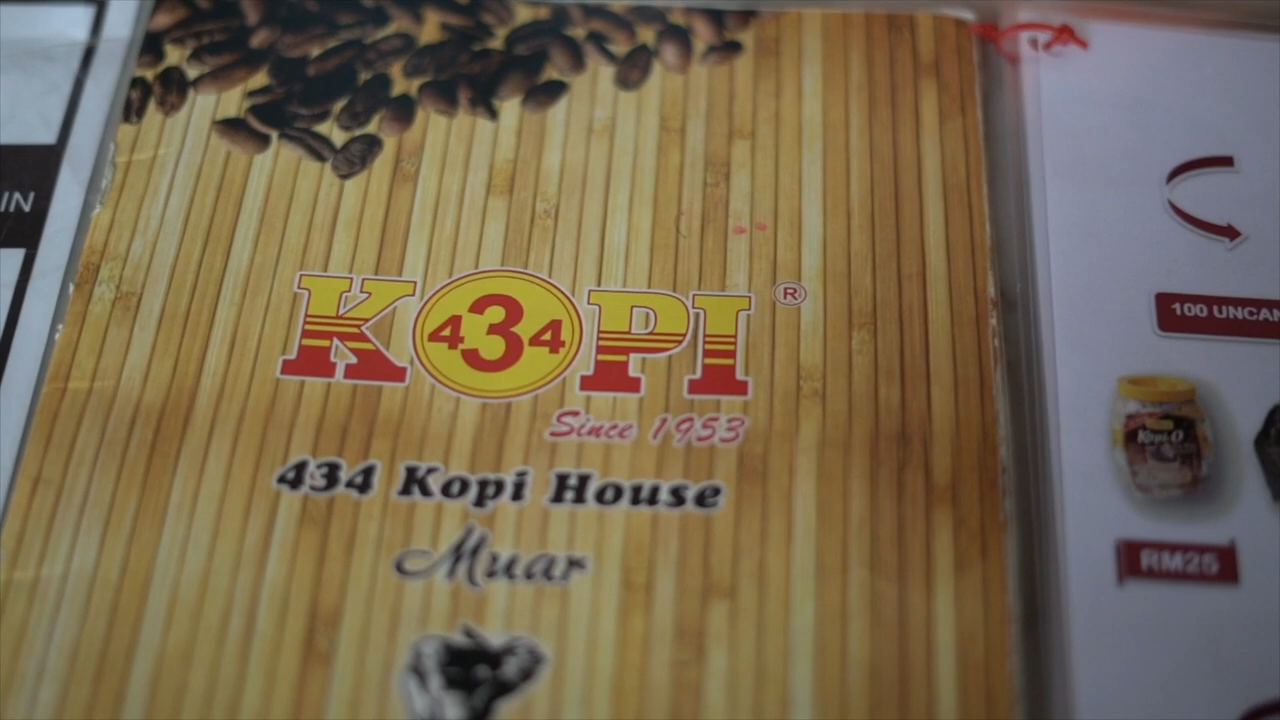 IN
KOPI ®
434
Since 1953
434 Kopi House
Muar
100 UNCAN
Kopi-O
RM25